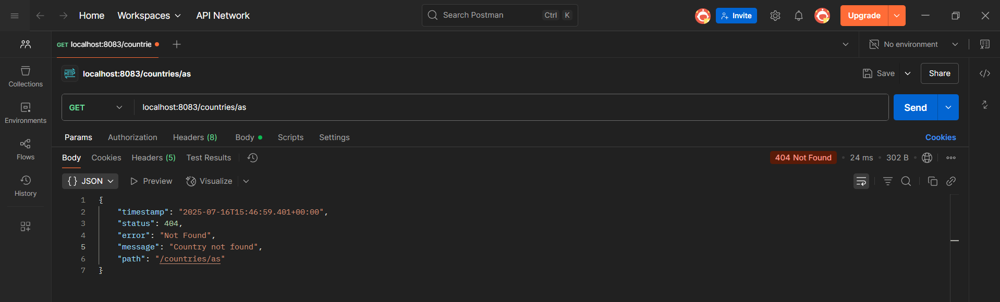 Home Workspaces API Network Search Postman Ctrl K Invite Upgrade
GET localhost:8083/countrie No environment
HTTP localhost:8083/countries/as Save Share
Collections
GET localhost:8083/countries/as Send
Environments
Params Authorization Headers (8) Body Scripts Settings Cookies
Flows
Body Cookies Headers (5) Test Results 404 Not Found 24 ms 302 B
{} JSON Preview Visualize
History
1 {
2 "timestamp": "2025-07-16T15:46:59.401+00:00",
3 "status": 404,
4 "error": "Not Found",
5 "message": "Country not found",
6 "path": "/countries/as"
7 }